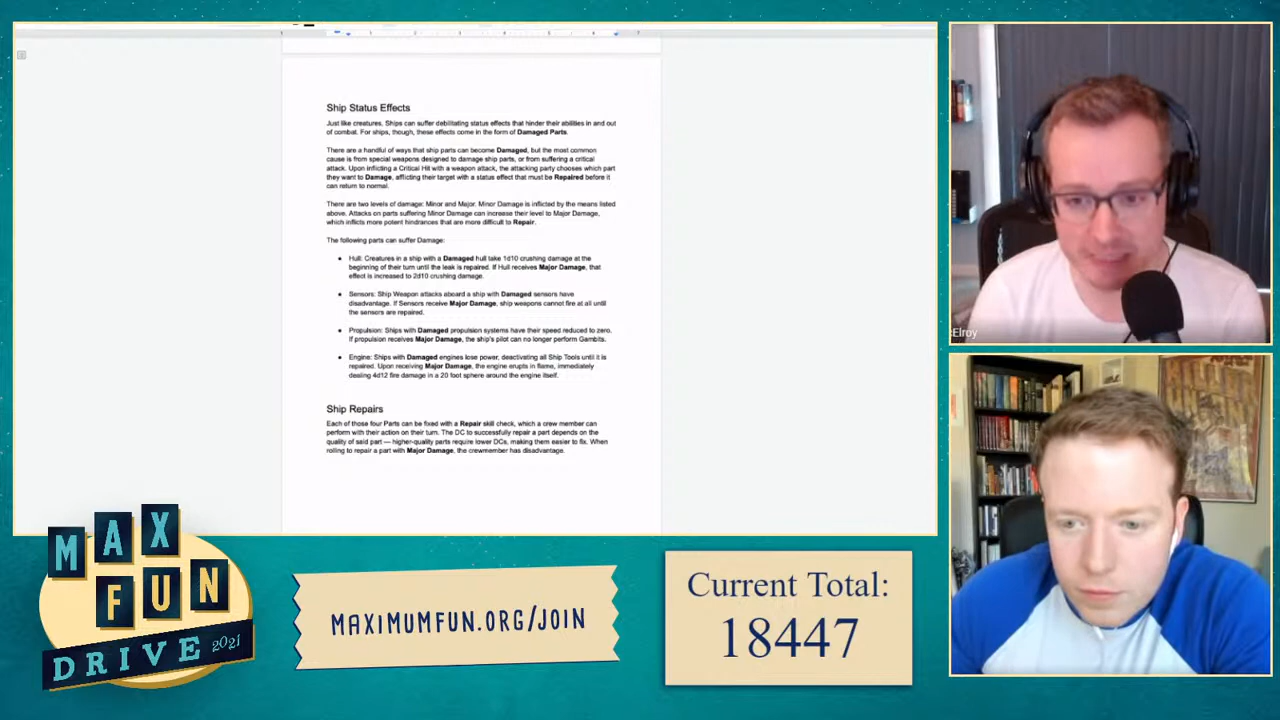 Ship Status Effects
Just like creatures. Ships can suffer debilitating status effects that hinder their abilities in and out
of combat. For ships, though, these effects come in the form of Damaged Parts.
There are a handful of ways that ship parts can become Damaged, but the most common
cause is from special weapons designed to damage ship parts, or from suffering a critical
attack. Upon inflicting a Critical Hit with a weapon attack, the attacking party chooses which part
they want to Damage, afflicting their target with a status effect that must be Repaired before it
can return to normal.
There are two levels of damage: Minor and Major. Minor Damage is inflicted by the means listed
above. Attacks on parts suffering Minor Damage can increase their level to Major Damage,
which inflicts more potent hindrances that are more difficult to Repair.
The following parts can suffer Damage:
● Hull: Creatures in a ship with a Damaged hull take 1d10 crushing damage at the
beginning of their turn until the leak is repaired. If Hull receives Major Damage, that
effect is increased to 2d10 crushing damage.
● Sensors: Ship Weapon attacks aboard a ship with Damaged sensors have
disadvantage. If Sensors receive Major Damage, ship weapons cannot fire at all until
the sensors are repaired.
● Propulsion: Ships with Damaged propulsion systems have their speed reduced to zero.
If propulsion receives Major Damage, the ship's pilot can no longer perform Gambits.
● Engine: Ships with Damaged engines lose power, deactivating all Ship Tools until it is
repaired. Upon receiving Major Damage, the engine erupts in flame, immediately
dealing 4d12 fire damage in a 20 foot sphere around the engine itself.
Ship Repairs
Each of those four Parts can be fixed with a Repair skill check, which a crew member can
perform with their action on their turn. The DC to successfully repair a part depends on the
quality of said part — higher-quality parts require lower DCs, making them easier to fix. When
rolling to repair a part with Major Damage, the crewmember has disadvantage.
Elroy
MAX
FUN
DRIVE 2021
MAXIMUMFUN.ORG/JOIN
Current Total:
18447